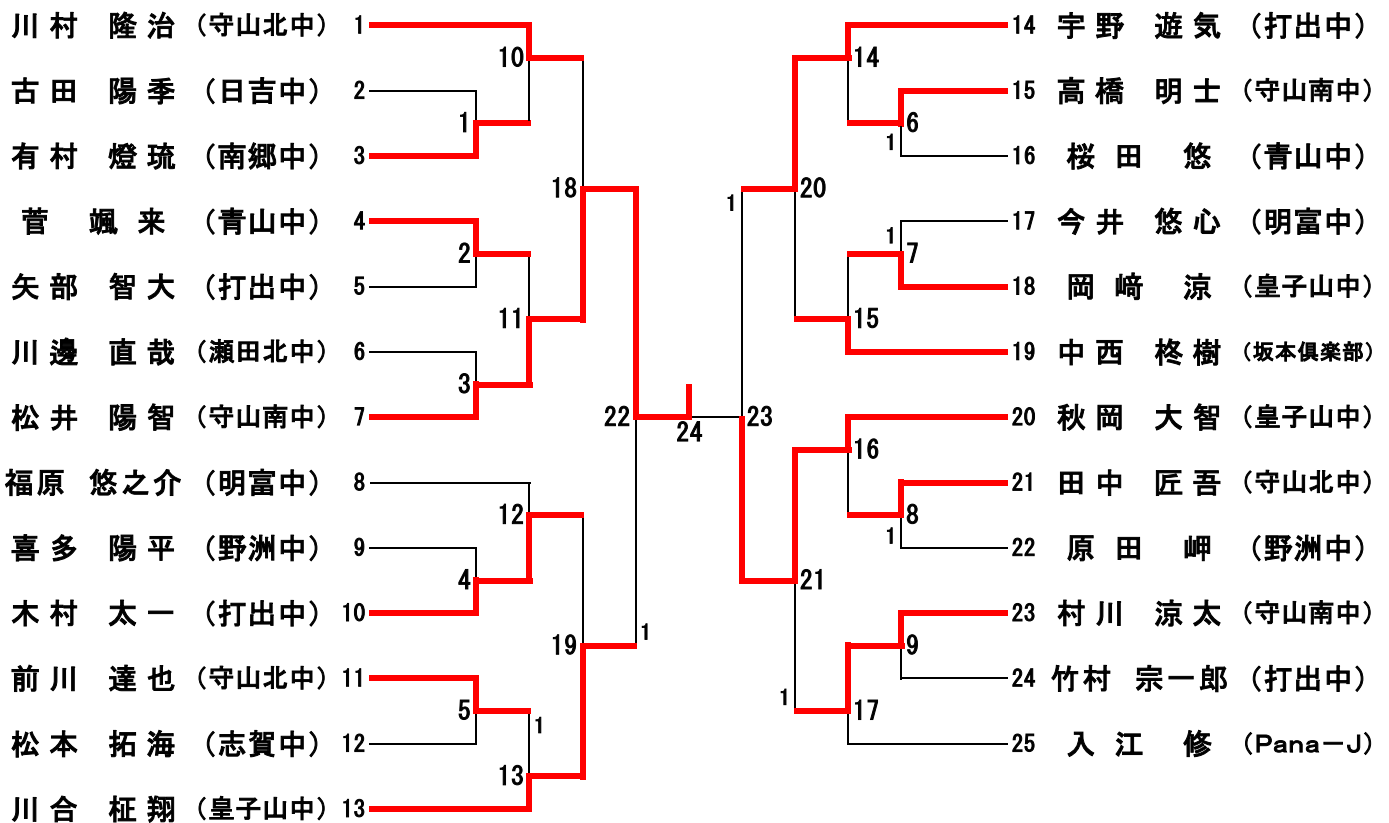 川村 隆治 (守山北中) 1
古田 陽季 (日吉中) 2
有村 燈琉 (南郷中) 3
菅 颯来 (青山中) 4
矢部 智大 (打出中) 5
川邊 直哉 (瀬田北中) 6
松井 陽智 (守山南中) 7
福原 悠之介 (明富中) 8
喜多 陽平 (野洲中) 9
木村 太一 (打出中) 10
前川 達也 (守山北中) 11
松本 拓海 (志賀中) 12
川合 柾翔 (皇子山中) 13
10
1
18
2
11
3
22
12
4
19
1
5
1
13
24
14
6
1
20
1
1
7
15
23
16
8
1
21
9
1
17
14 宇野 遊気 (打出中)
15 高橋 明士 (守山南中)
16 桜田 悠 (青山中)
17 今井 悠心 (明富中)
18 岡﨑 涼 (皇子山中)
19 中西 柊樹 (坂本倶楽部)
20 秋岡 大智 (皇子山中)
21 田中 匠吾 (守山北中)
22 原田 岬 (野洲中)
23 村川 涼太 (守山南中)
24 竹村 宗一郎 (打出中)
25 入江 修 (Pana－J)